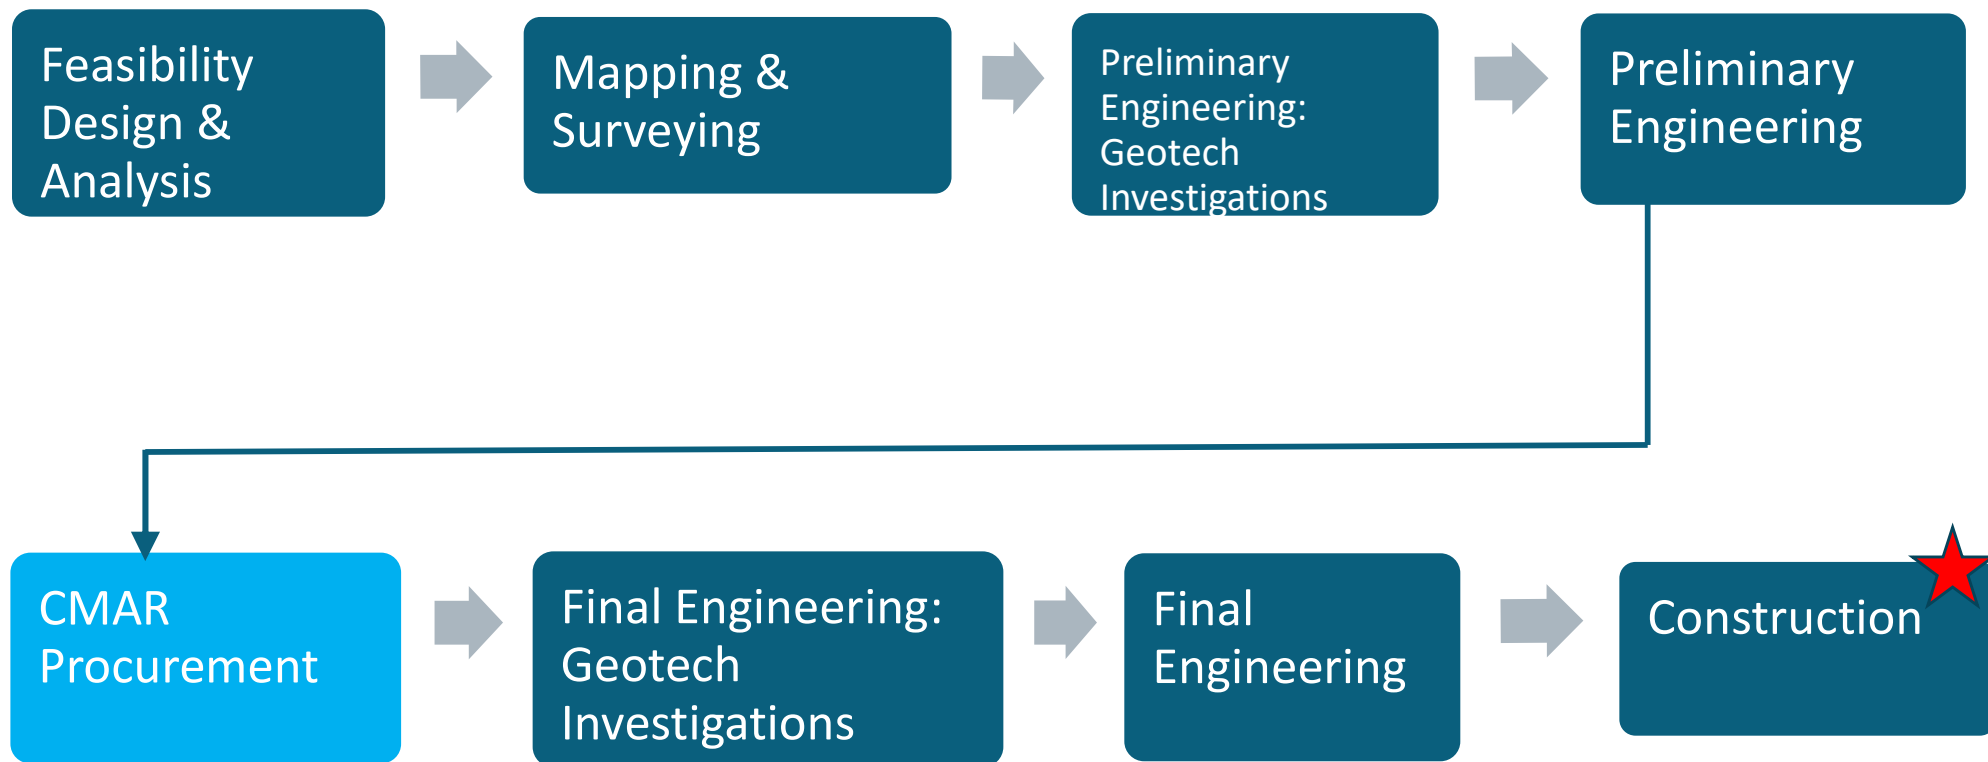 Feasibility
Design &
Analysis
Mapping &
Surveying
Preliminary
Engineering:
Geotech
Investigations
Preliminary
Engineering
CMAR
Procurement
Final Engineering:
Geotech
Investigations
Final
Engineering
Construction